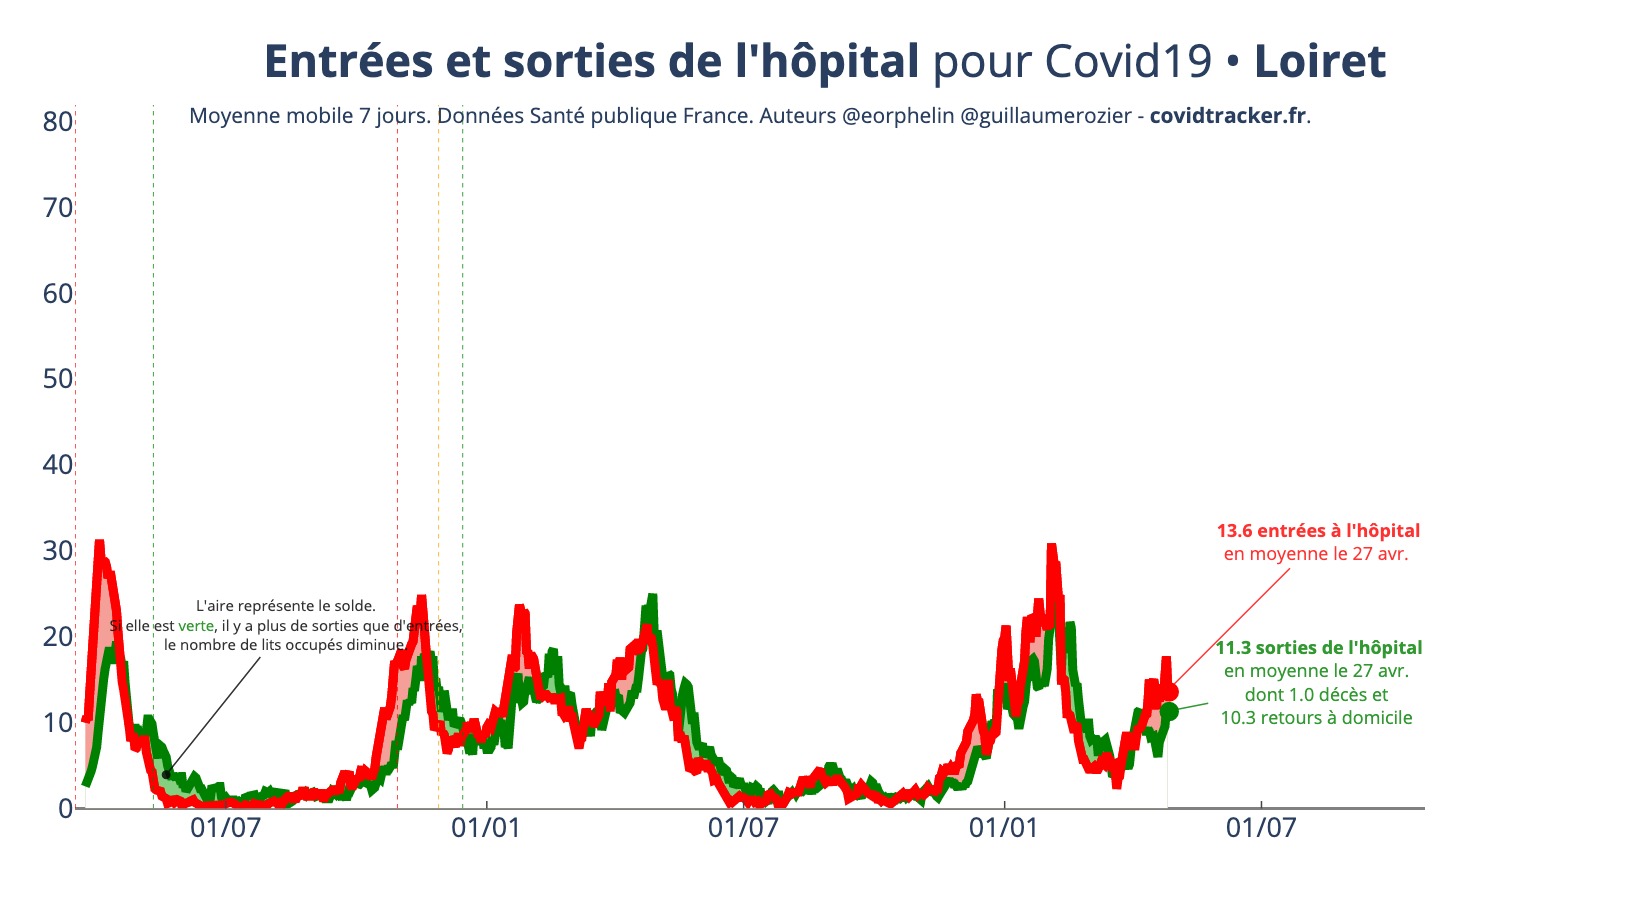 Entrées et sorties de l'hôpital pour Covid19 • Loiret
Moyenne mobile 7 jours. Données Santé publique France. Auteurs @eorphelin @guillaumerozier - covidtracker.fr.
80
70
60
50
40
30
20
10
0
L'aire représente le solde.
Si elle est verte, il y a plus de sorties que d'entrées,
le nombre de lits occupés diminue.
13.6 entrées à l'hôpital
en moyenne le 27 avr.
11.3 sorties de l'hôpital
en moyenne le 27 avr.
dont 1.0 décès et
10.3 retours à domicile
01/07 01/01 01/07 01/01 01/07